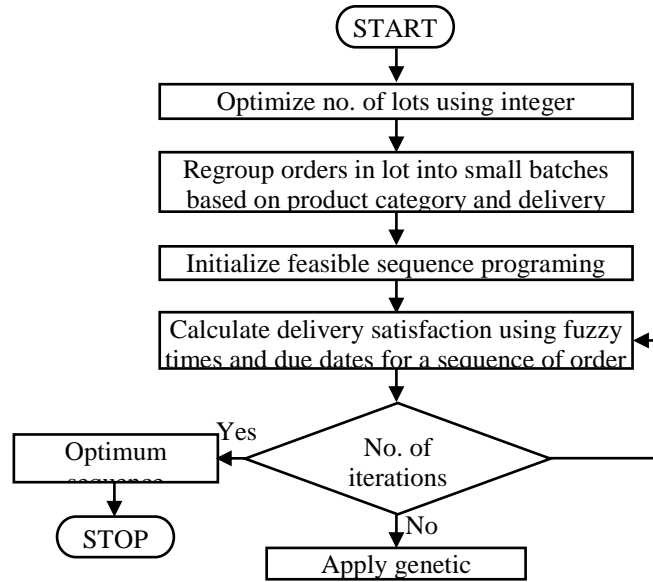 START
Optimize no. of lots using integer
Regroup orders in lot into small batches
based on product category and delivery
Initialize feasible sequence programing
Calculate delivery satisfaction using fuzzy
times and due dates for a sequence of order
Yes
No. of
iterations
Optimum
sequence
STOP
No
Apply genetic